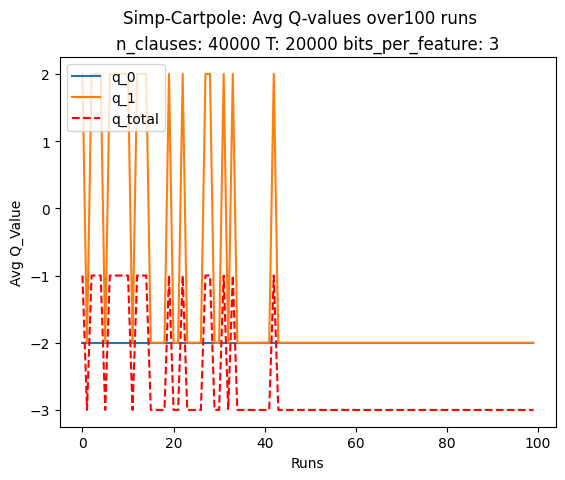 Simp-Cartpole: Avg Q-values over100 runs
n_clauses: 40000 T: 20000 bits_per_feature: 3
q_0
q_1
q_total
2
1
0
−1
−2
−3
Avg Q_Value
0 20 40 60 80 100
Runs